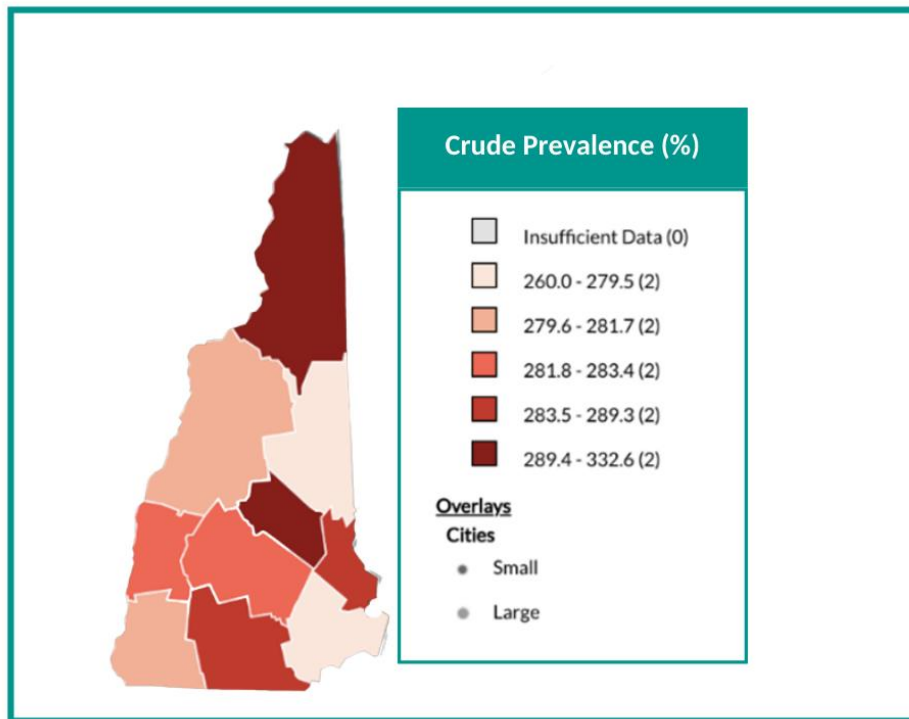 Crude Prevalence (%)
Insufficient Data (0)
260.0 - 279.5 (2)
279.6 - 281.7 (2)
281.8 - 283.4 (2)
283.5 - 289.3 (2)
289.4 - 332.6 (2)
Overlays
Cities
Small
Large